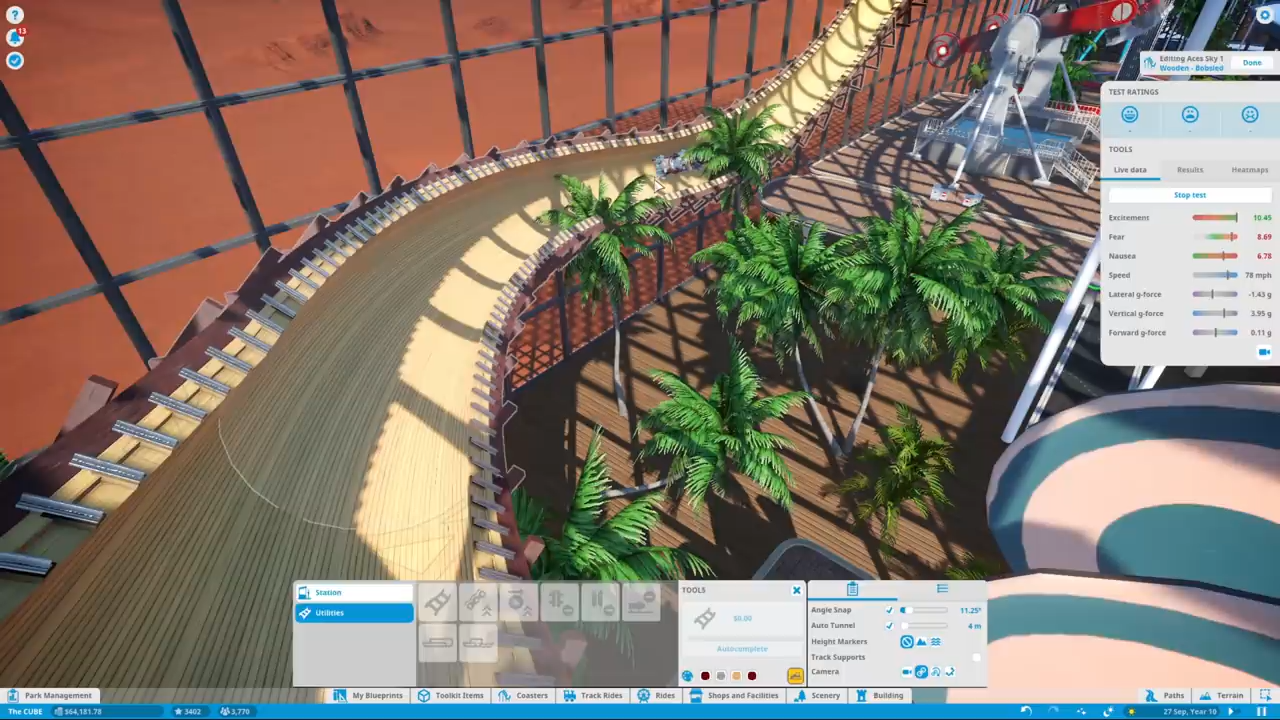 ?
13
Editing Aces Sky 1
Wooden - Bobsled
Done
TEST RATINGS
- - -
TOOLS
Live data Results Heatmaps
Stop test
Excitement 10.45
Fear 8.69
Nausea 6.78
Speed 78 mph
Lateral g-force -1.43 g
Vertical g-force 3.95 g
Forward g-force 0.11 g
Station
Utilities
TOOLS
$0.00
Autocomplete
Angle Snap 11.25°
Auto Tunnel 4 m
Height Markers
Track Supports
Camera
Park Management My Blueprints Toolkit Items Coasters Track Rides Rides Shops and Facilities Scenery Building Paths Terrain
The CUBE $64,181.78 3402 3,770 27 Sep, Year 10